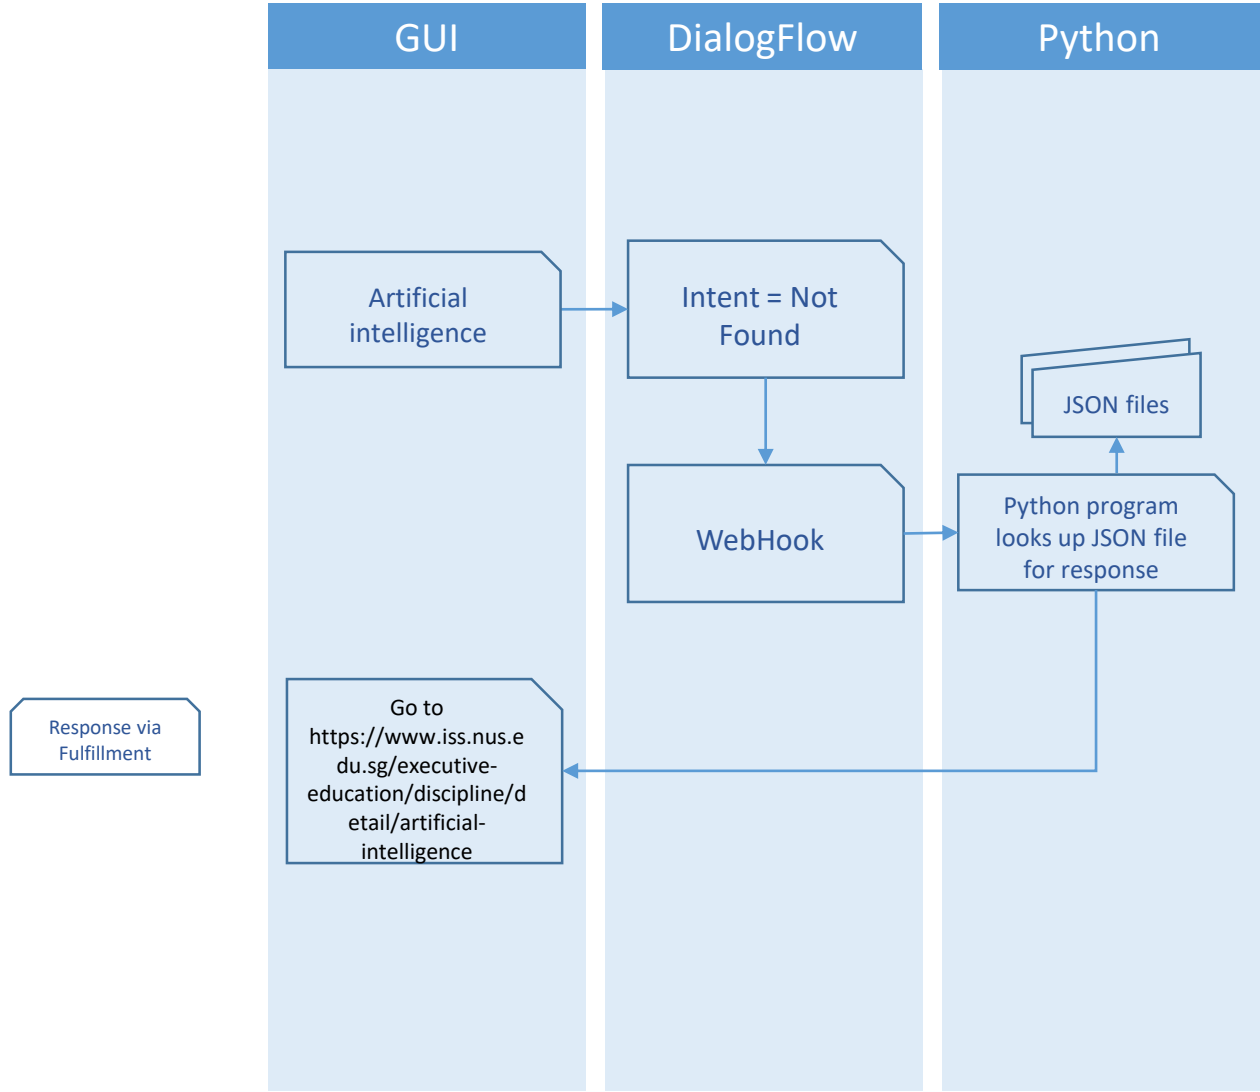 GUI
DialogFlow
Python
Artificial
intelligence
Intent = Not
Found
JSON files
WebHook
Python program
looks up JSON file
for response
Response via
Fulfillment
Go to
https://www.iss.nus.e
du.sg/executive-
education/discipline/d
etail/artificial-
intelligence